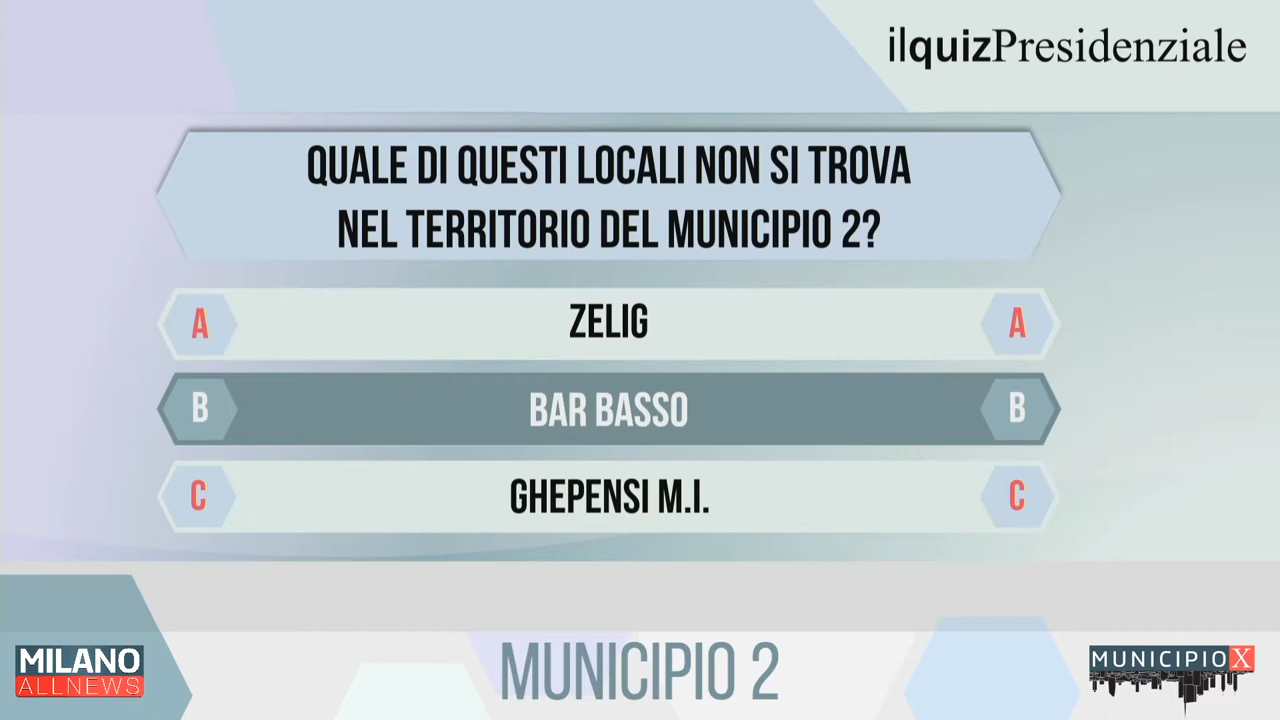 ilquizPresidenziale
QUALE DI QUESTI LOCALI NON SI TROVA
NEL TERRITORIO DEL MUNICIPIO 2?
A ZELIG A
B BAR BASSO B
C GHEPENSI M.I. C
MILANO
ALLNEWS
MUNICIPIO 2
MUNICIPIO X